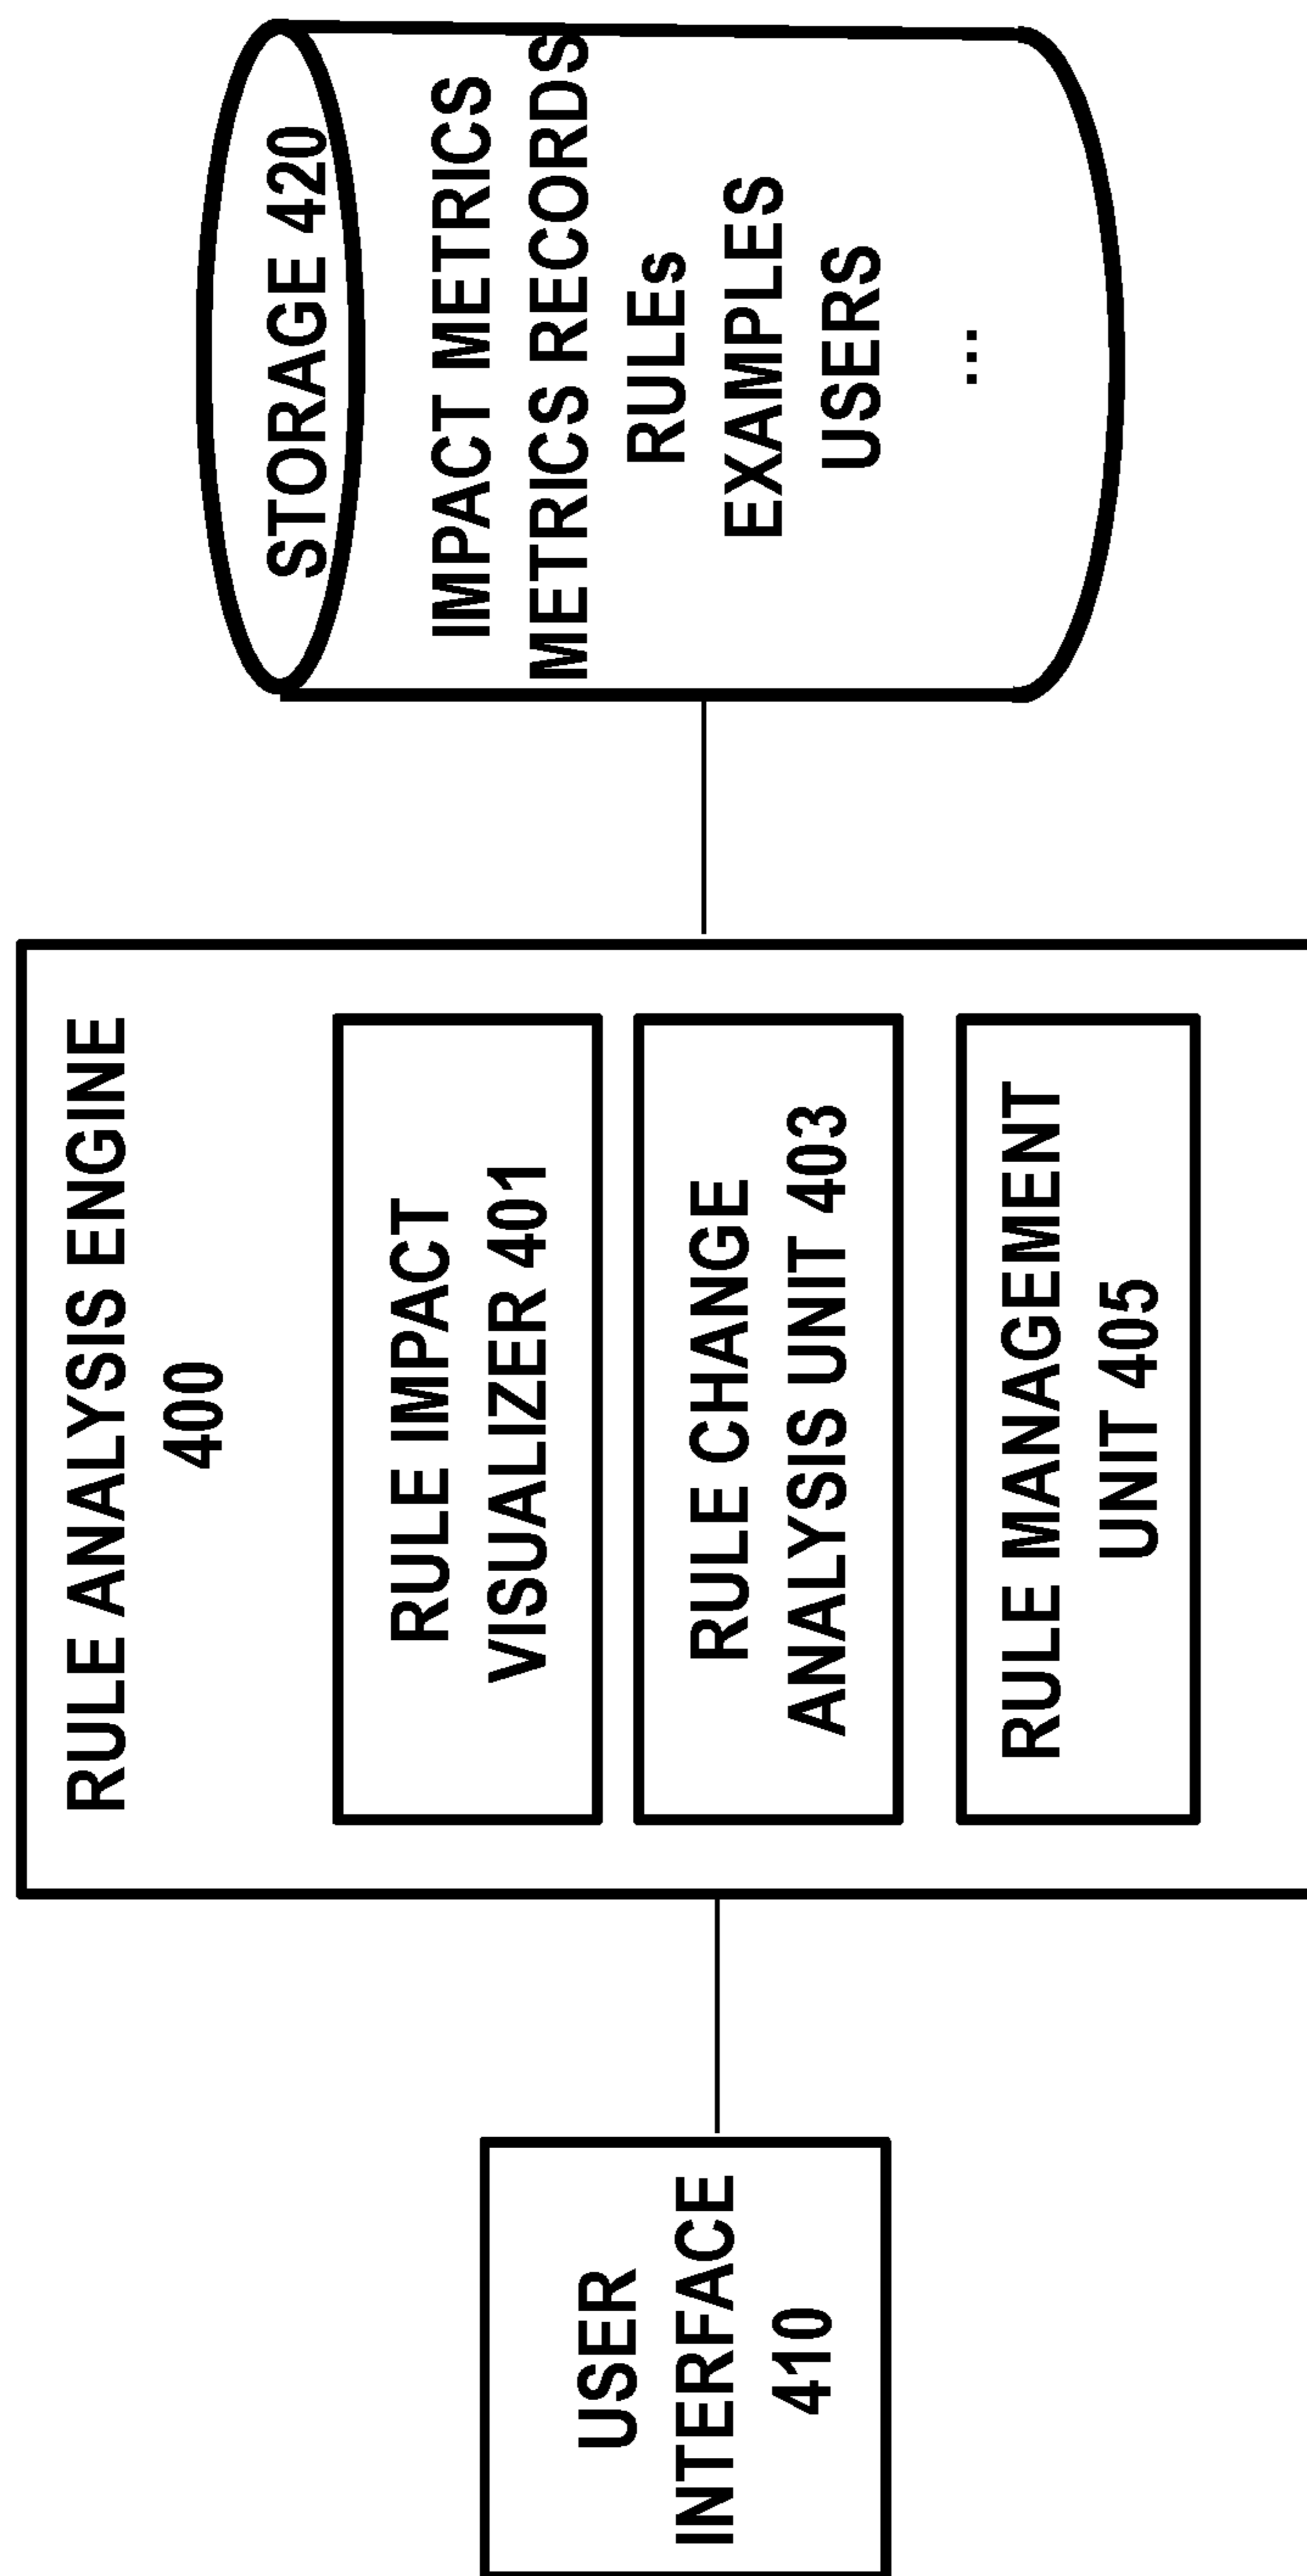 USER
INTERFACE
410
RULE ANALYSIS ENGINE
400
RULE IMPACT
VISUALIZER 401
RULE CHANGE
ANALYSIS UNIT 403
RULE MANAGEMENT
UNIT 405
STORAGE 420
IMPACT METRICS
METRICS RECORDS
RULEs
EXAMPLES
USERS
...